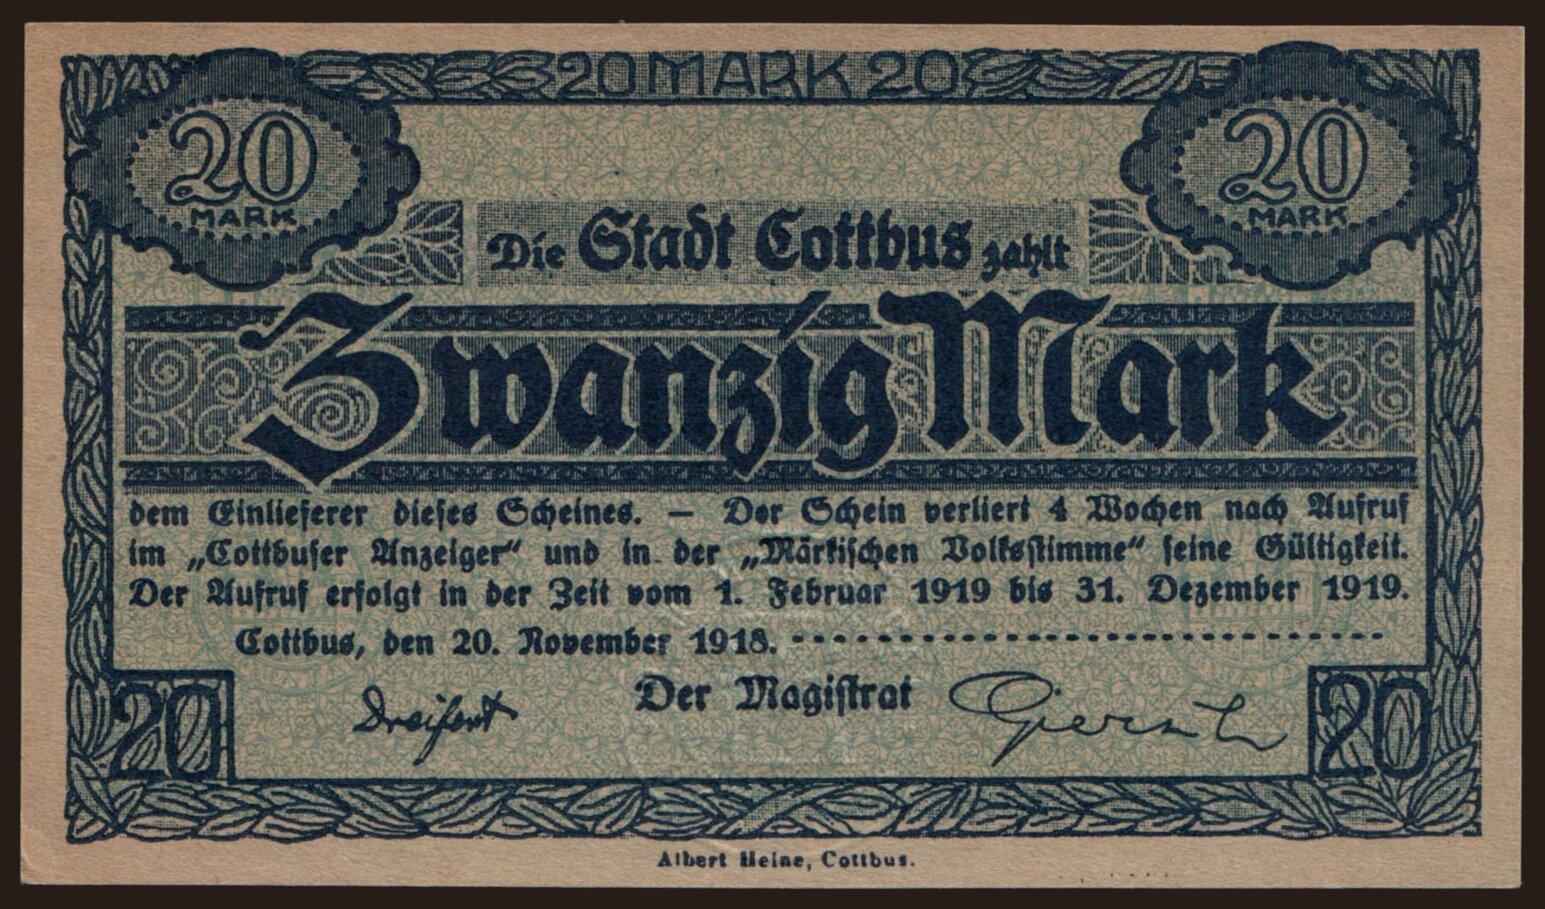 20 MARK 20
20
MARK
20
MARK
Die Stadt Cottbus zahlt
Zwanzig Mark
dem Einlieferer dieses Scheines. — Der Schein verliert 4 Wochen nach Aufruf
im „Cottbuser Anzeiger“ und in der „Märkischen Volksstimme“ seine Gültigkeit.
Der Aufruf erfolgt in der Zeit vom 1. Februar 1919 bis 31. Dezember 1919.
Cottbus, den 20. November 1918.
Der Magistrat
Dreifert
20
20
Albert Heine, Cottbus.